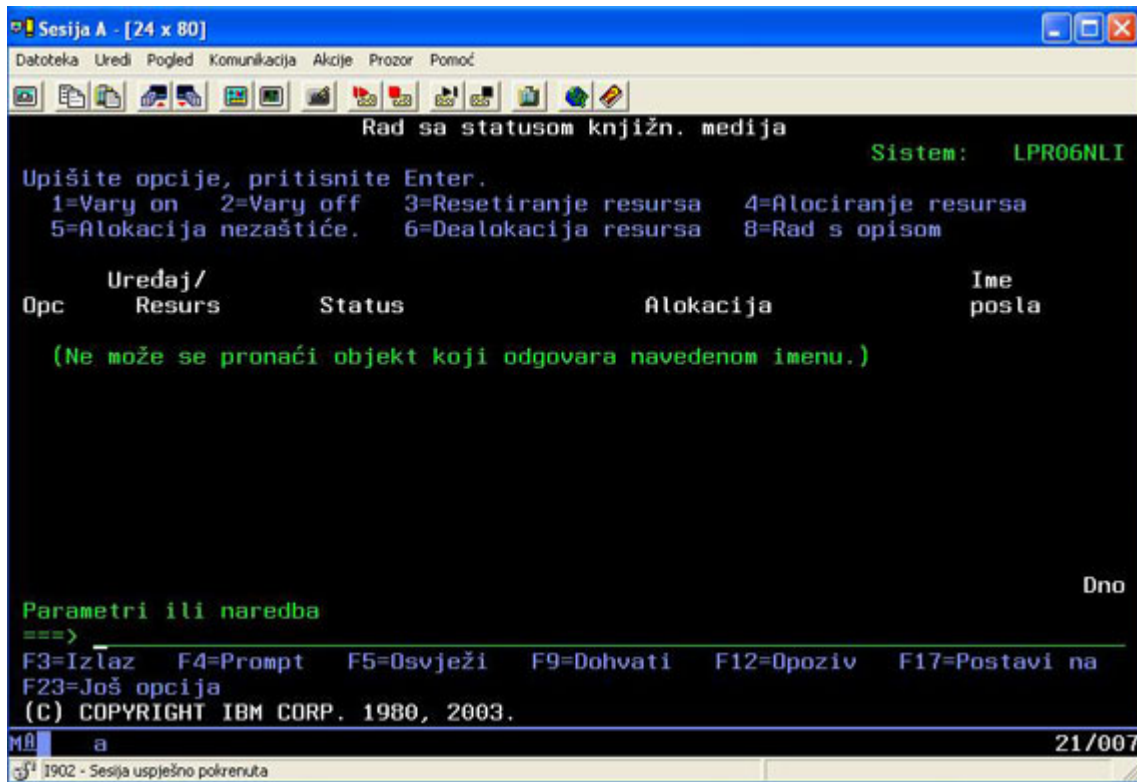 Sesija A - [24 x 80]
Datoteka Uredi Pogled Komunikacija Akcije Prozor Pomoć
Rad sa statusom knjižn. medija
Sistem: LPR06NLI
Upišite opcije, pritisnite Enter.
1=Vary on 2=Vary off 3=Resetiranje resursa 4=Alociranje resursa
5=Alokacija nezaštiće. 6=Dealokacija resursa 8=Rad s opisom
Uređaj/ Ime
Opc Resurs Status Alokacija posla
(Ne može se pronaći objekt koji odgovara navedenom imenu.)
Dno
Parametri ili naredba
===> _
F3=Izlaz F4=Prompt F5=Osvježi F9=Dohvati F12=Opoziv F17=Postavi na
F23=Još opcija
(C) COPYRIGHT IBM CORP. 1980, 2003.
MA a 21/007
I902 - Sesija uspješno pokrenuta